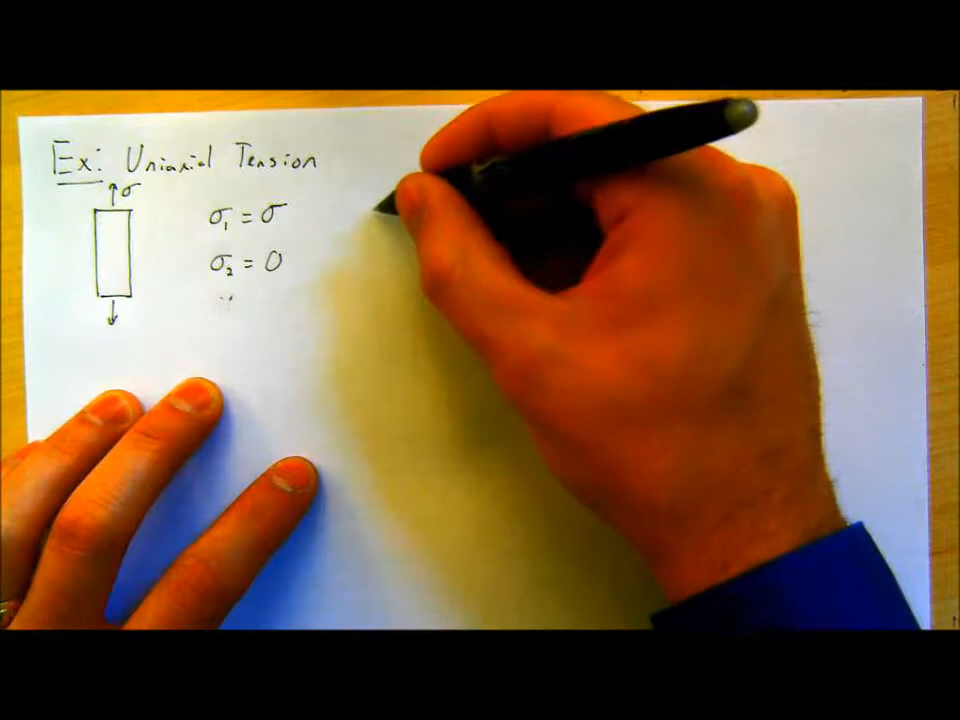 Ex: Uniaxial Tension
σ
σ₁ = σ
σ₂ = 0